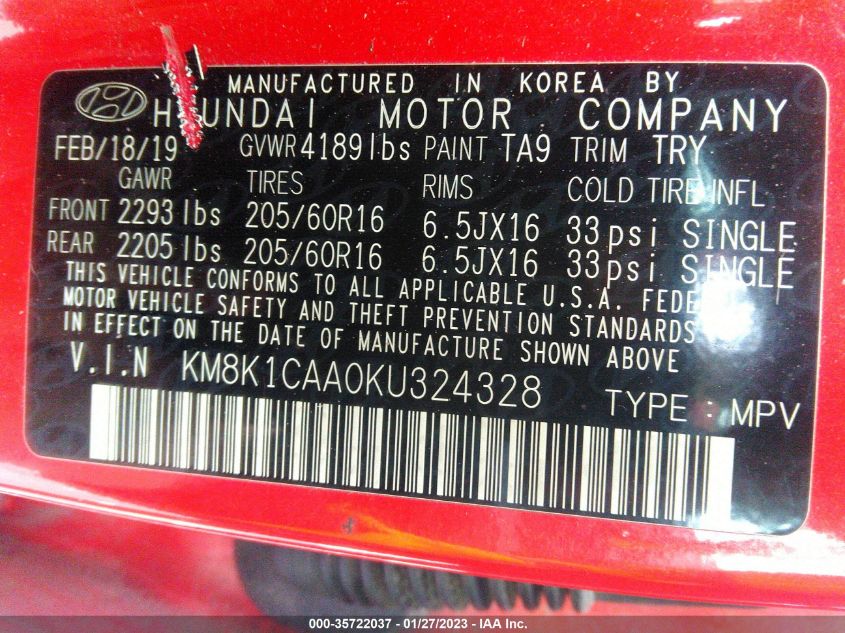 MANUFACTURED IN KOREA BY
HYUNDAI MOTOR COMPANY
FEB/18/19 GVWR 4189lbs PAINT TA9 TRIM TRY
GAWR TIRES RIMS COLD TIRE INFL
FRONT 2293lbs 205/60R16 6.5JX16 33psi SINGLE
REAR 2205lbs 205/60R16 6.5JX16 33psi SINGLE
THIS VEHICLE CONFORMS TO ALL APPLICABLE U.S.A. FEDE
MOTOR VEHICLE SAFETY AND THEFT PREVENTION STANDARDS
IN EFFECT ON THE DATE OF MANUFACTURE SHOWN ABOVE
V.I.N KM8K1CAA0KU324328 TYPE : MPV
000-35722037 - 01/27/2023 - IAA Inc.